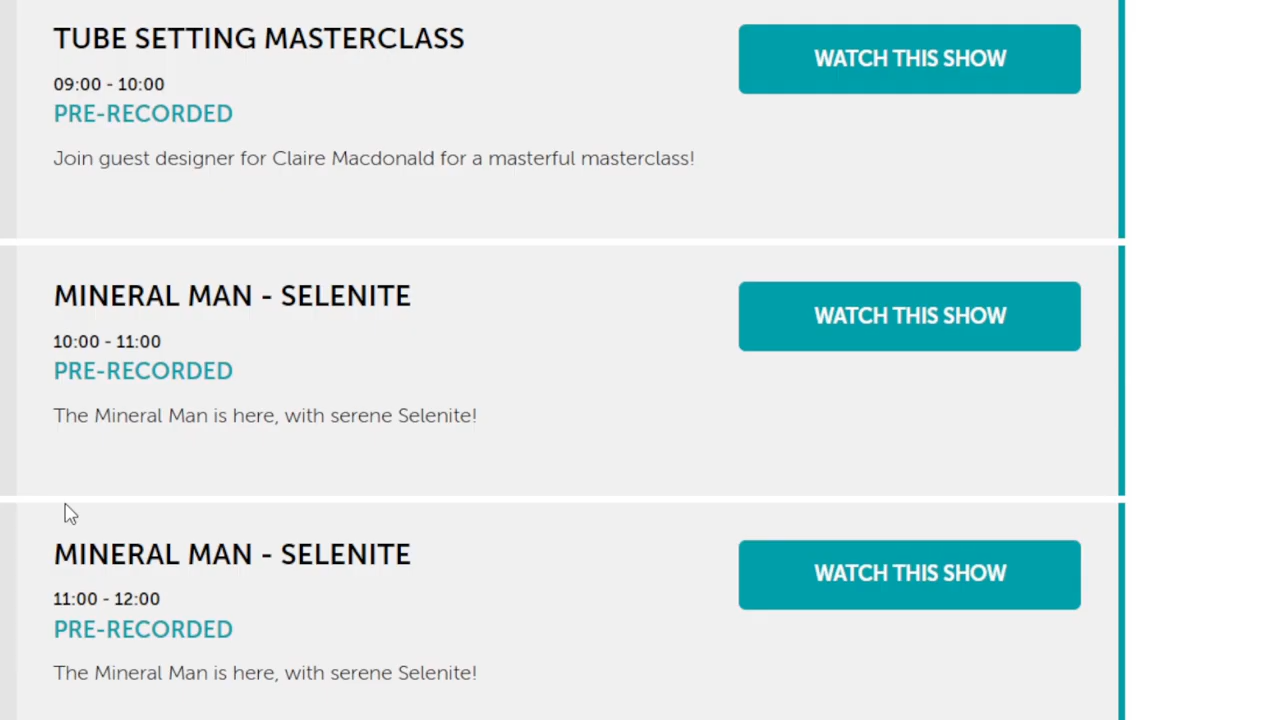 TUBE SETTING MASTERCLASS
WATCH THIS SHOW
09:00 - 10:00
PRE-RECORDED
Join guest designer for Claire Macdonald for a masterful masterclass!
MINERAL MAN - SELENITE
WATCH THIS SHOW
10:00 - 11:00
PRE-RECORDED
The Mineral Man is here, with serene Selenite!
MINERAL MAN - SELENITE
WATCH THIS SHOW
11:00 - 12:00
PRE-RECORDED
The Mineral Man is here, with serene Selenite!